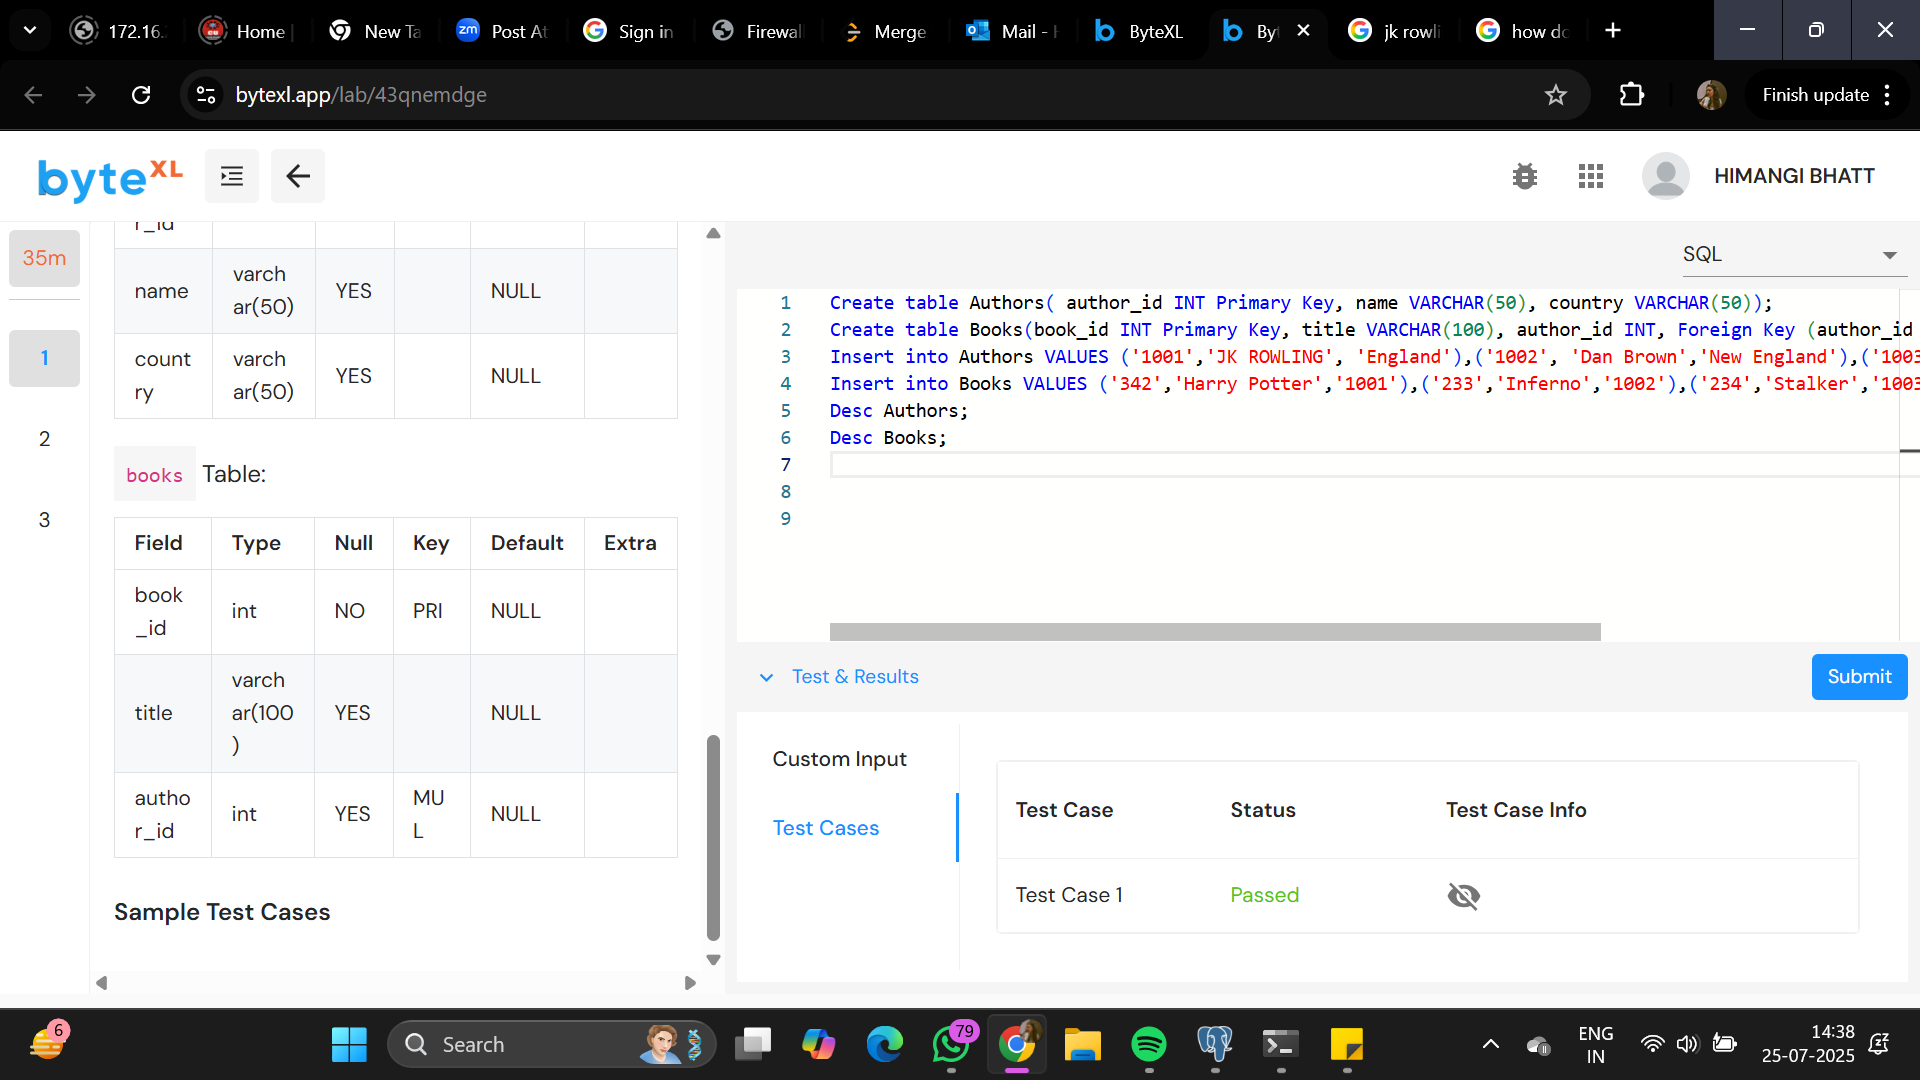 172.16.
Home
New Ta
Post At
Sign in
Firewall
Merge
Mail -
ByteXL
By
jk rowli
how do
bytexl.app/lab/43qnemdge
Finish update
byteXL
HIMANGI BHATT
35m
1
2
3
r_id
name varchar(50) YES NULL
country varchar(50) YES NULL
books Table:
Field Type Null Key Default Extra
book_id int NO PRI NULL
title varchar(100) YES NULL
author_id int YES MUL NULL
Sample Test Cases
SQL
1 Create table Authors( author_id INT Primary Key, name VARCHAR(50), country VARCHAR(50));
2 Create table Books(book_id INT Primary Key, title VARCHAR(100), author_id INT, Foreign Key (author_id
3 Insert into Authors VALUES ('1001','JK ROWLING', 'England'),('1002', 'Dan Brown','New England'),('1003
4 Insert into Books VALUES ('342','Harry Potter','1001'),('233','Inferno','1002'),('234','Stalker','1003
5 Desc Authors;
6 Desc Books;
7
8
9
Test & Results
Submit
Custom Input
Test Cases
Test Case Status Test Case Info
Test Case 1 Passed
6
Search
79
ENG
IN
14:38
25-07-2025